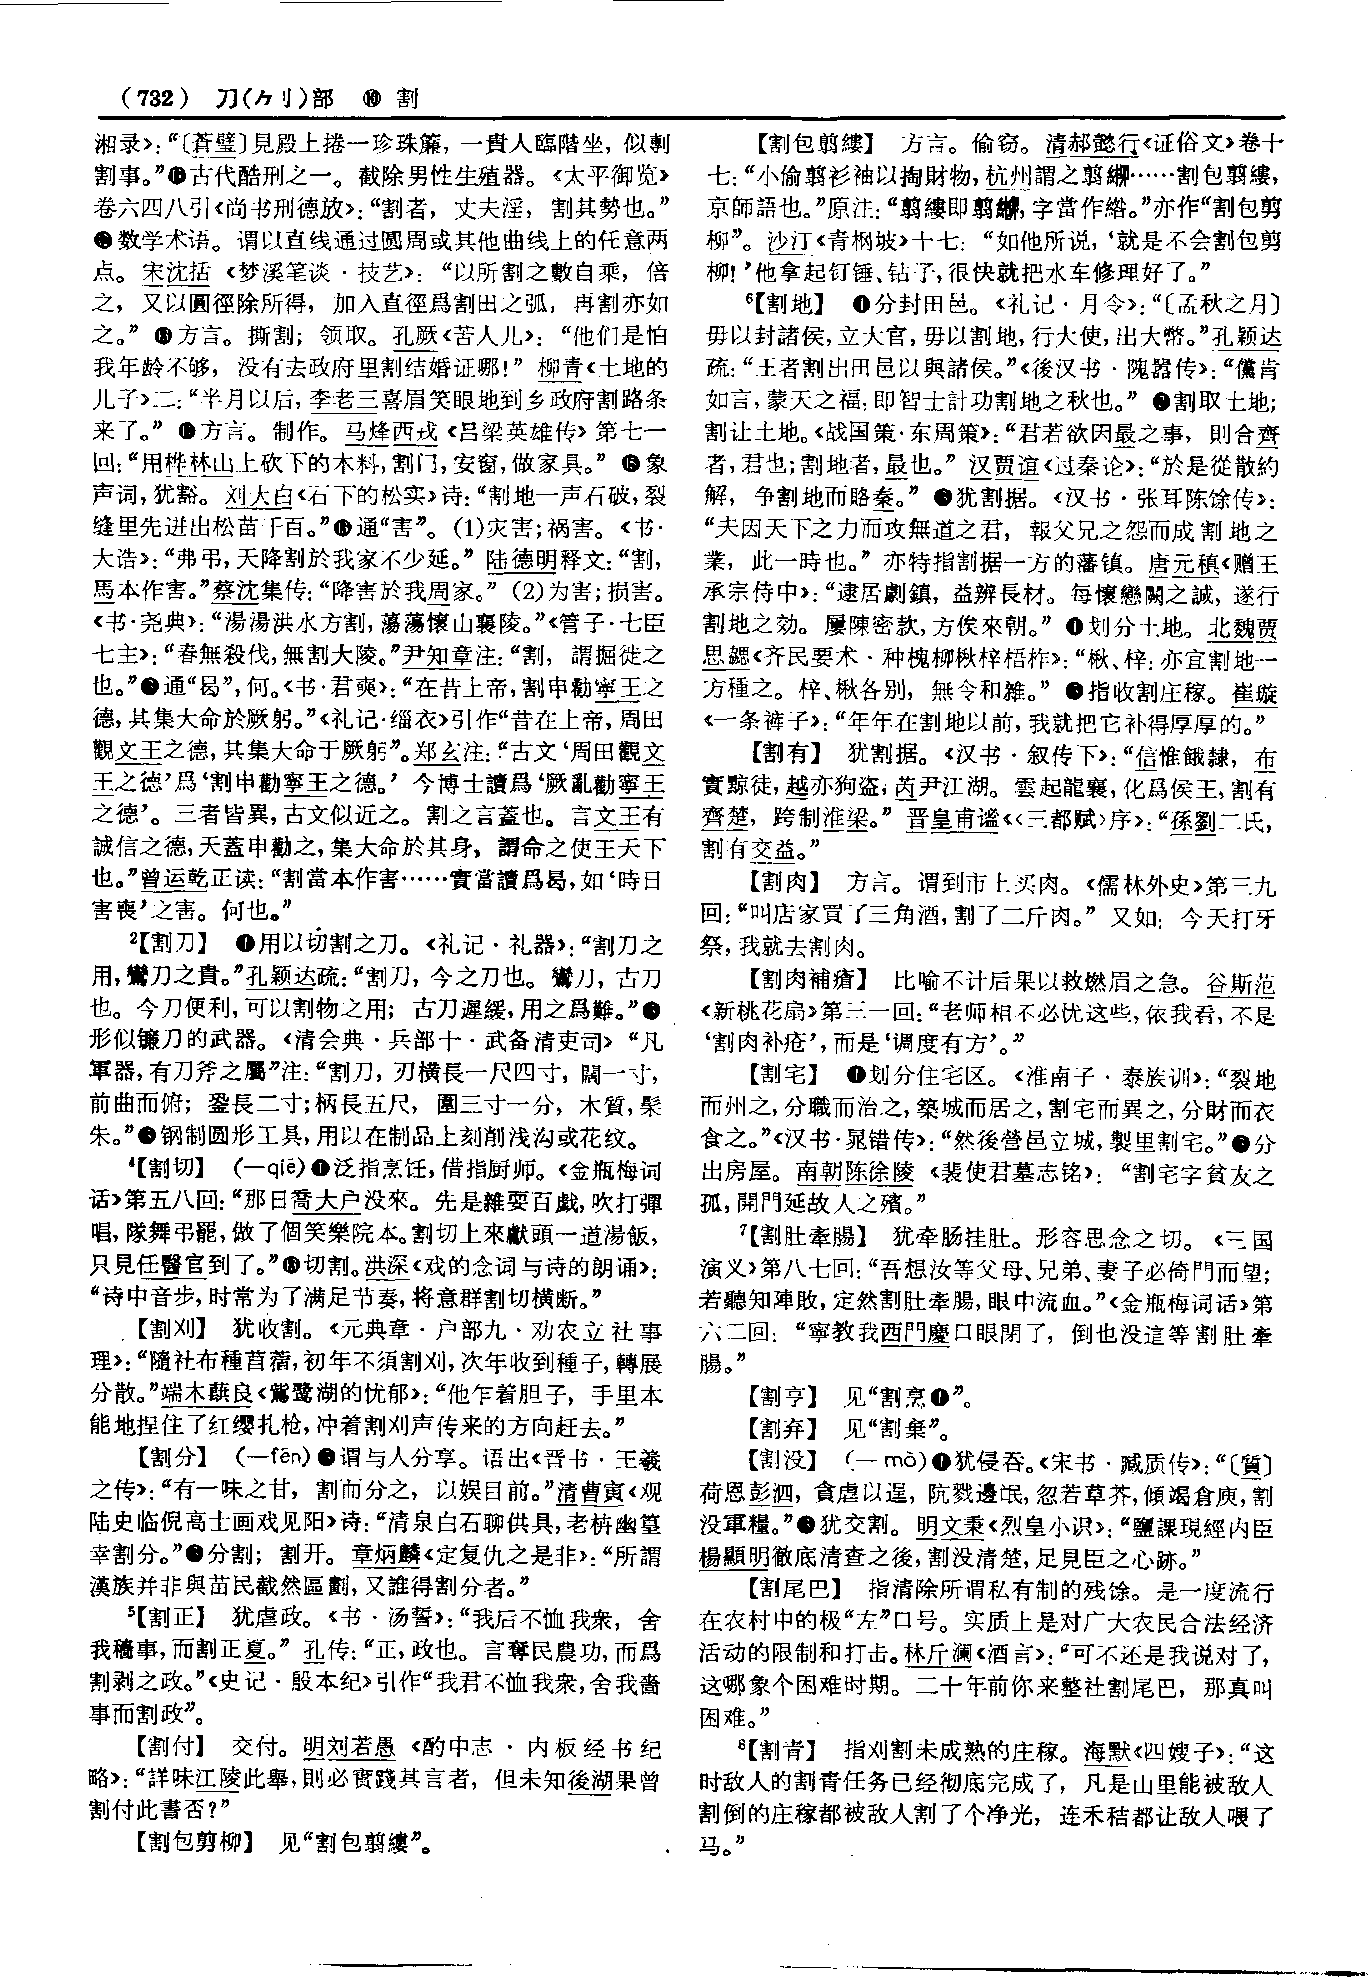 (732) 刀(⺈刂)部 ⑩ 割
湘录》:“〔蒼璧〕見殿上捲一珍珠簾,一貴人臨階坐,似剸
割事。”⓫古代酷刑之一。截除男性生殖器。《太平御览》
卷六四八引《尚书刑德放》:“割者,丈夫淫,割其勢也。”
⓬数学术语。谓以直线通过圆周或其他曲线上的任意两
点。宋沈括《梦溪笔谈·技艺》:“以所割之數自乘,倍
之,又以圓徑除所得,加入直徑爲割田之弧,再割亦如
之。”⓭方言。撕割;领取。孔厥《苦人儿》:“他们是怕
我年龄不够,没有去政府里割结婚证哪!”柳青《土地的
儿子》二:“半月以后,李老三喜眉笑眼地到乡政府割路条
来了。”⓮方言。制作。马烽西戎《吕梁英雄传》第七一
回:“用桦林山上砍下的木料,割门,安窗,做家具。”⓯象
声词,犹豁。刘大白《石下的松实》诗:“割地一声石破,裂
缝里先迸出松苗千百。”⓰通“害”。(1)灾害;祸害。《书·
大诰》:“弗弔,天降割於我家不少延。”陆德明释文:“割,
馬本作害。”蔡沈集传:“降害於我周家。”(2)为害;损害。
《书·尧典》:“湯湯洪水方割,蕩蕩懷山襄陵。”《管子·七臣
七主》:“春無殺伐,無割大陵。”尹知章注:“割,謂掘徙之
也。”⓱通“曷”,何。《书·君奭》:“在昔上帝,割申勸寧王之
德,其集大命於厥躬。”《礼记·缁衣》引作“昔在上帝,周田
觀文王之德,其集大命于厥躬”。郑玄注:“古文‘周田觀文
王之德’爲‘割申勸寧王之德。’今博士讀爲‘厥亂勸寧王
之德’。三者皆異,古文似近之。割之言蓋也。言文王有
誠信之德,天蓋申勸之,集大命於其身,謂命之使王天下
也。”曾运乾正读:“割當本作害……實當讀爲曷,如‘時日
害喪’之害。何也。”
²【割刀】 ❶用以切割之刀。《礼记·礼器》:“割刀之
用,鸞刀之貴。”孔颖达疏:“割刀,今之刀也。鸞刀,古刀
也。今刀便利,可以割物之用;古刀遲緩,用之爲難。”❷
形似镰刀的武器。《清会典·兵部十·武备清吏司》“凡
軍器,有刀斧之屬”注:“割刀,刃橫長一尺四寸,闊一寸,
前曲而俯;銎長二寸;柄長五尺,圍三寸一分,木質,髹
朱。”❸钢制圆形工具,用以在制品上刻削浅沟或花纹。
⁴【割切】 (—qiē)❶泛指烹饪,借指厨师。《金瓶梅词
话》第五八回:“那日喬大户没來。先是雜耍百戲,吹打彈
唱,隊舞弔罷,做了個笑樂院本。割切上來獻頭一道湯飯,
只見任醫官到了。”❷切割。洪深《戏的念词与诗的朗诵》:
“诗中音步,时常为了满足节奏,将意群割切横断。”
【割刈】 犹收割。《元典章·户部九·劝农立社事
理》:“隨社布種苜蓿,初年不須割刈,次年收到種子,轉展
分散。”端木蕻良《鴜鹭湖的忧郁》:“他乍着胆子,手里本
能地捏住了红缨扎枪,冲着割刈声传来的方向赶去。”
【割分】 (—fēn)❶谓与人分享。语出《晋书·王羲
之传》:“有一味之甘,割而分之,以娱目前。”清曹寅《观
陆史临倪高士画戏见阳》诗:“清泉白石聊供具,老柟幽篁
幸割分。”❷分割;割开。章炳麟《定复仇之是非》:“所謂
漢族并非與苗民截然區劃,又誰得割分者。”
⁵【割正】 犹虐政。《书·汤誓》:“我后不恤我衆,舍
我穡事,而割正夏。”孔传:“正,政也。言奪民農功,而爲
割剥之政。”《史记·殷本纪》引作“我君不恤我衆,舍我嗇
事而割政”。
【割付】 交付。明刘若愚《酌中志·内板经书纪
略》:“詳味江陵此舉,則必實踐其言者,但未知後湖果曾
割付此書否?”
【割包剪柳】 见“割包翦縷”。
【割包翦縷】 方言。偷窃。清郝懿行《证俗文》卷十
七:“小偷翦衫袖以掏財物,杭州謂之翦綹……割包翦縷,
京師語也。”原注:“翦縷即翦綹,字當作綹。”亦作“割包剪
柳”。沙汀《青㭎坡》十七:“如他所说,‘就是不会割包剪
柳!’他拿起钉锤、钻子,很快就把水车修理好了。”
⁶【割地】 ❶分封田邑。《礼记·月令》:“〔孟秋之月〕
毋以封諸侯,立大官,毋以割地,行大使,出大幣。”孔颖达
疏:“王者割出田邑以與諸侯。”《後汉书·隗嚣传》:“儻肯
如言,蒙天之福,即智士計功割地之秋也。”❷割取土地;
割让土地。《战国策·东周策》:“君若欲因最之事,則合齊
者,君也;割地者,最也。”汉贾谊《过秦论》:“於是從散約
解,争割地而賂秦。”❸犹割据。《汉书·张耳陈馀传》:
“夫因天下之力而攻無道之君,報父兄之怨而成割地之
業,此一時也。”亦特指割据一方的藩镇。唐元稹《赠王
承宗侍中》:“逮居劇鎮,益辨長材。每懷戀闕之誠,遂行
割地之効。屢陳密款,方俟來朝。”❹划分土地。北魏贾
思勰《齐民要术·种槐柳楸梓梧柞》:“楸、梓:亦宜割地一
方種之。梓、楸各别,無令和雜。”❺指收割庄稼。崔璇
《一条裤子》:“年年在割地以前,我就把它补得厚厚的。”
【割有】 犹割据。《汉书·叙传下》:“信惟餓隸,布
實黥徒,越亦狗盗,芮尹江湖。雲起龍襄,化爲侯王,割有
齊楚,跨制淮梁。”晋皇甫谧《〈三都赋〉序》:“孫劉二氏,
割有交益。”
【割肉】 方言。谓到市上买肉。《儒林外史》第三九
回:“叫店家買了三角酒,割了二斤肉。”又如:今天打牙
祭,我就去割肉。
【割肉補瘡】 比喻不计后果以救燃眉之急。谷斯范
《新桃花扇》第三一回:“老师相不必忧这些,依我看,不是
‘割肉补疮’,而是‘调度有方’。”
【割宅】 ❶划分住宅区。《淮南子·泰族训》:“裂地
而州之,分職而治之,築城而居之,割宅而異之,分財而衣
食之。”《汉书·晁错传》:“然後營邑立城,製里割宅。”❷分
出房屋。南朝陈徐陵《裴使君墓志铭》:“割宅字貧友之
孤,開門延故人之殯。”
⁷【割肚牽腸】 犹牵肠挂肚。形容思念之切。《三国
演义》第八七回:“吾想汝等父母、兄弟、妻子必倚門而望;
若聽知陣敗,定然割肚牽腸,眼中流血。”《金瓶梅词话》第
六二回:“寧教我西門慶口眼閉了,倒也没這等割肚牽
腸。”
【割亨】 见“割烹❶”。
【割弃】 见“割棄”。
【割没】 (—mò)❶犹侵吞。《宋书·臧质传》:“〔質〕
荷恩彭泗,貪虐以逞,阬戮邊氓,忽若草芥,傾竭倉庾,割
没軍糧。”❷犹交割。明文秉《烈皇小识》:“鹽課現經内臣
楊顯明徹底清查之後,割没清楚,足見臣之心跡。”
【割尾巴】 指清除所谓私有制的残馀。是一度流行
在农村中的极“左”口号。实质上是对广大农民合法经济
活动的限制和打击。林斤澜《酒言》:“可不还是我说对了,
这哪象个困难时期。二十年前你来整社割尾巴,那真叫
困难。”
⁸【割青】 指刈割未成熟的庄稼。海默《四嫂子》:“这
时敌人的割青任务已经彻底完成了,凡是山里能被敌人
割倒的庄稼都被敌人割了个净光,连禾秸都让敌人喂了
马。”